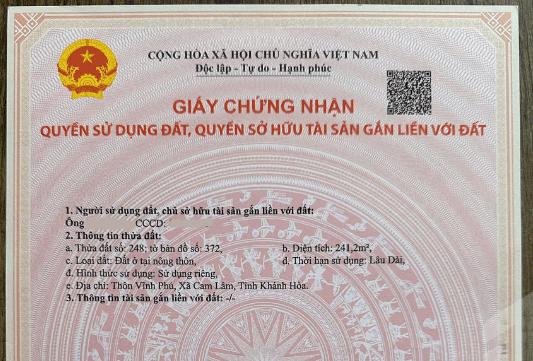 CỘNG HÒA XÃ HỘI CHỦ NGHĨA VIỆT NAM
Độc lập - Tự do - Hạnh phúc
GIẤY CHỨNG NHẬN
QUYỀN SỬ DỤNG ĐẤT, QUYỀN SỞ HỮU TÀI SẢN GẮN LIỀN VỚI ĐẤT
1. Người sử dụng đất, chủ sở hữu tài sản gắn liền với đất:
Ông CCCD:
2. Thông tin thửa đất:
a. Thửa đất số: 248; tờ bản đồ số: 372, b. Diện tích: 241,2m²,
c. Loại đất: Đất ở tại nông thôn, d. Thời hạn sử dụng: Lâu Dài,
đ. Hình thức sử dụng: Sử dụng riêng,
e. Địa chỉ: Thôn Vĩnh Phú, Xã Cam Lâm, Tỉnh Khánh Hòa.
3. Thông tin tài sản gắn liền với đất: -/-